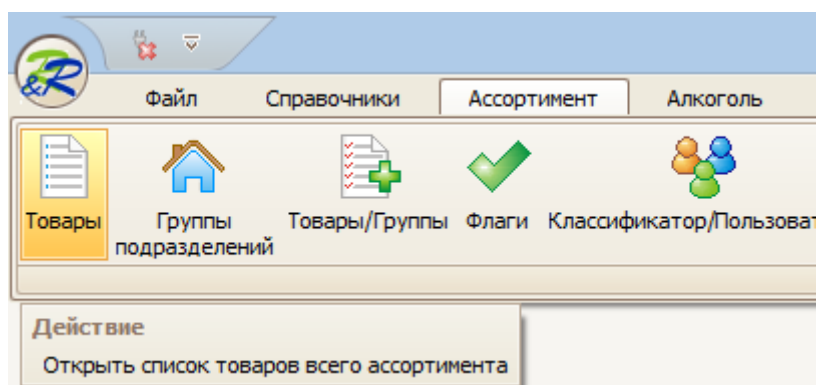 &R
Файл Справочники Ассортимент Алкоголь
Товары Группы подразделений Товары/Группы Флаги Классификатор/Пользоват
Действие
Открыть список товаров всего ассортимента